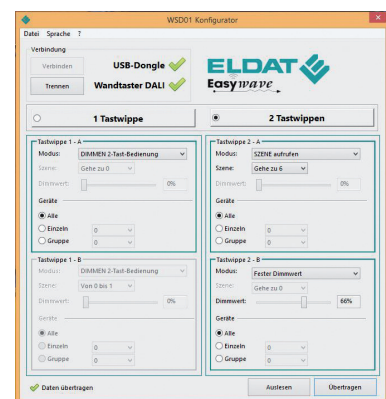 WSD01 Konfigurator
Datei Sprache ?
Verbindung
Verbinden USB-Dongle
Trennen Wandtaster DALI
ELDAT
Easywave
1 Tastwippe
2 Tastwippen
Tastwippe 1 - A
Modus: DIMMEN 2-Tast-Bedienung
Szene: Gehe zu 0
Dimmwert: 0%
Geräte
Alle
Einzeln 0
Gruppe 0
Tastwippe 2 - A
Modus: SZENE aufrufen
Szene: Gehe zu 6
Dimmwert: 0%
Geräte
Alle
Einzeln 0
Gruppe 0
Tastwippe 1 - B
Modus: DIMMEN 2-Tast-Bedienung
Szene: Von 0 bis 1
Dimmwert: 0%
Geräte
Alle
Einzeln 0
Gruppe 0
Tastwippe 2 - B
Modus: Fester Dimmwert
Szene: Gehe zu 0
Dimmwert: 66%
Geräte
Alle
Einzeln 0
Gruppe 0
Daten übertragen
Auslesen Übertragen